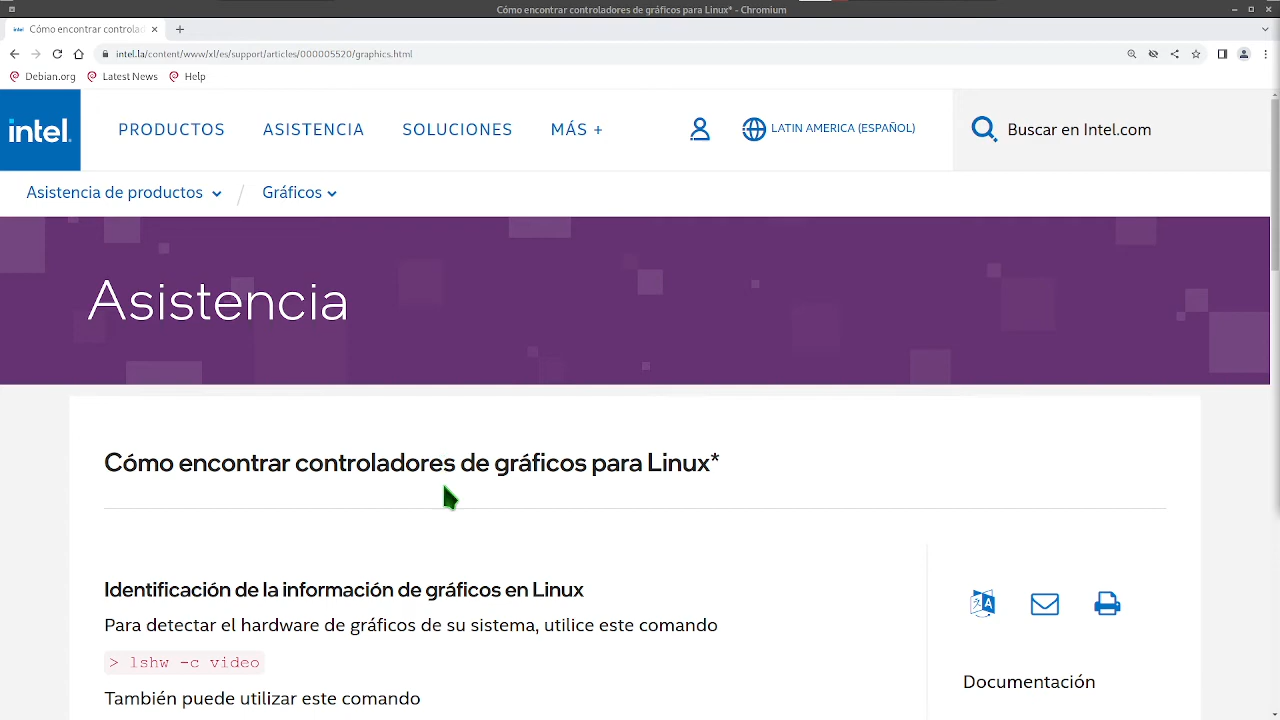 Cómo encontrar controladores de gráficos para Linux* - Chromium
intel Cómo encontrar controlad
intel.la/content/www/xl/es/support/articles/000005520/graphics.html
Debian.org Latest News Help
intel. PRODUCTOS ASISTENCIA SOLUCIONES MÁS + LATIN AMERICA (ESPAÑOL) Buscar en Intel.com
Asistencia de productos / Gráficos
Asistencia
Cómo encontrar controladores de gráficos para Linux*
Identificación de la información de gráficos en Linux
Para detectar el hardware de gráficos de su sistema, utilice este comando
> lshw -c video
También puede utilizar este comando
Documentación